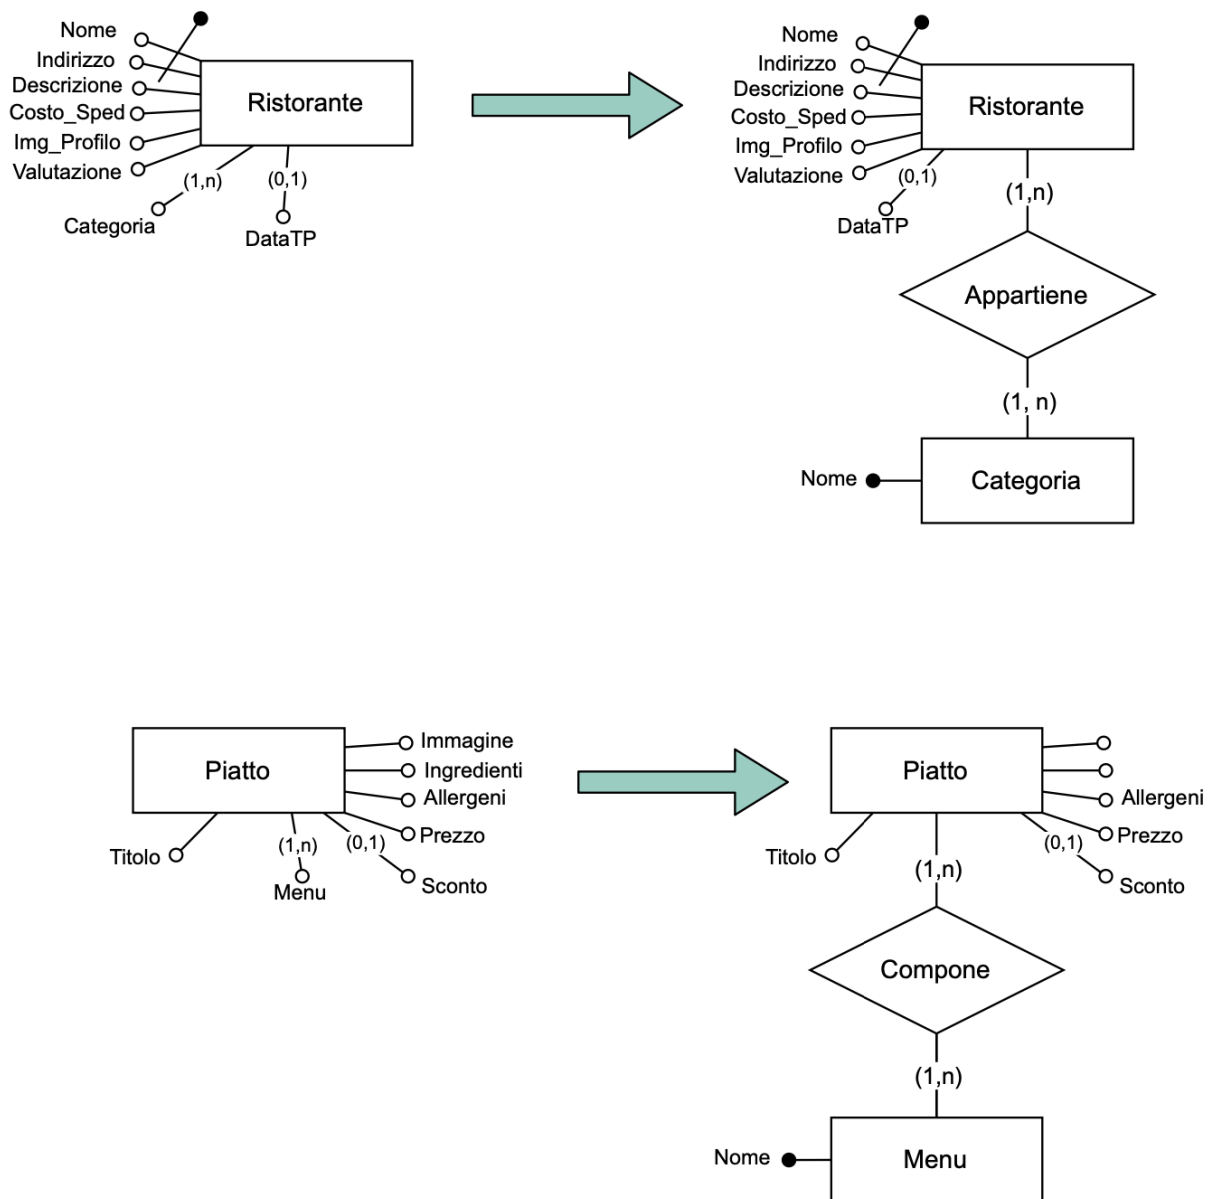 Nome
Indirizzo
Descrizione
Costo_Sped
Img_Profilo
Valutazione
Ristorante
(1,n)
(0,1)
Categoria
DataTP
Nome
Indirizzo
Descrizione
Costo_Sped
Img_Profilo
Valutazione
Ristorante
(0,1)
(1,n)
DataTP
Appartiene
(1, n)
Nome
Categoria
Piatto
Immagine
Ingredienti
Allergeni
Prezzo
(1,n)
(0,1)
Titolo
Menu
Sconto
Piatto
Allergeni
Prezzo
(0,1)
Titolo
(1,n)
Sconto
Compone
(1,n)
Nome
Menu